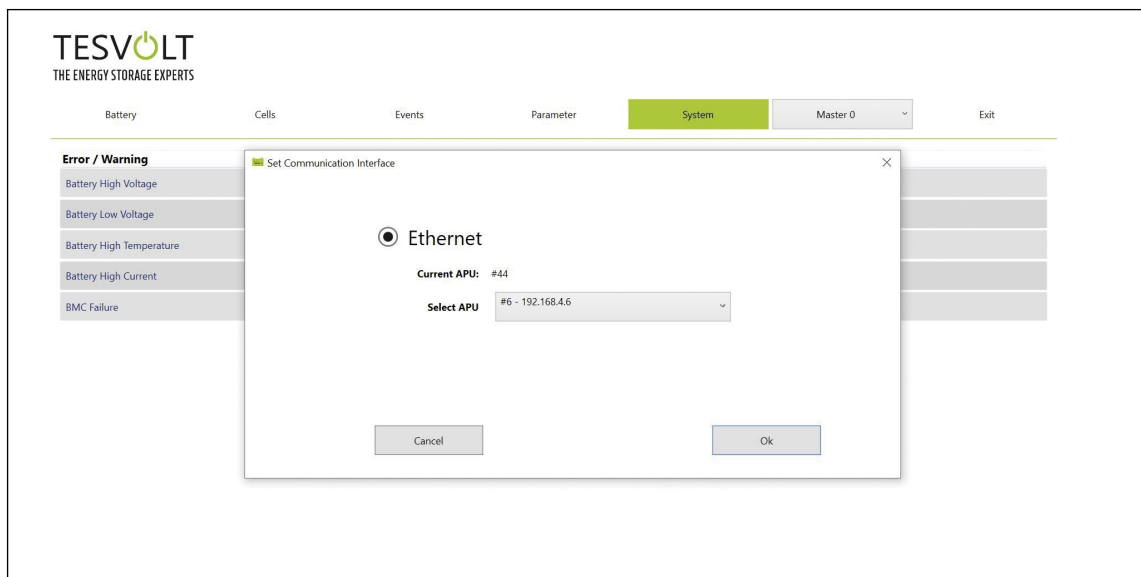 TESVOLT
THE ENERGY STORAGE EXPERTS
Battery Cells Events Parameter System Master 0 Exit
Error / Warning
Set Communication Interface
Battery High Voltage
Battery Low Voltage
Battery High Temperature
Battery High Current
BMC Failure
Ethernet
Current APU: #44
Select APU #6 - 192.168.4.6
Cancel Ok